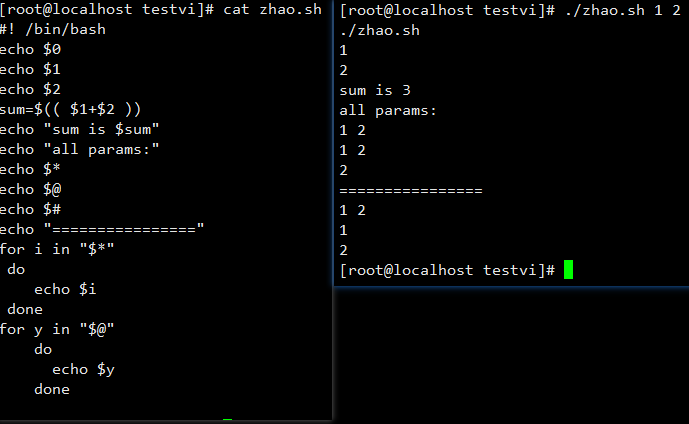 [root@localhost testvi]# cat zhao.sh
#! /bin/bash
echo $0
echo $1
echo $2
sum=$(( $1+$2 ))
echo "sum is $sum"
echo "all params:"
echo $*
echo $@
echo $#
echo "================"
for i in "$*"
 do
    echo $i
 done
for y in "$@"
    do
      echo $y
    done
[root@localhost testvi]# ./zhao.sh 1 2
./zhao.sh
1
2
sum is 3
all params:
1 2
1 2
2
================
1 2
1
2
[root@localhost testvi]#